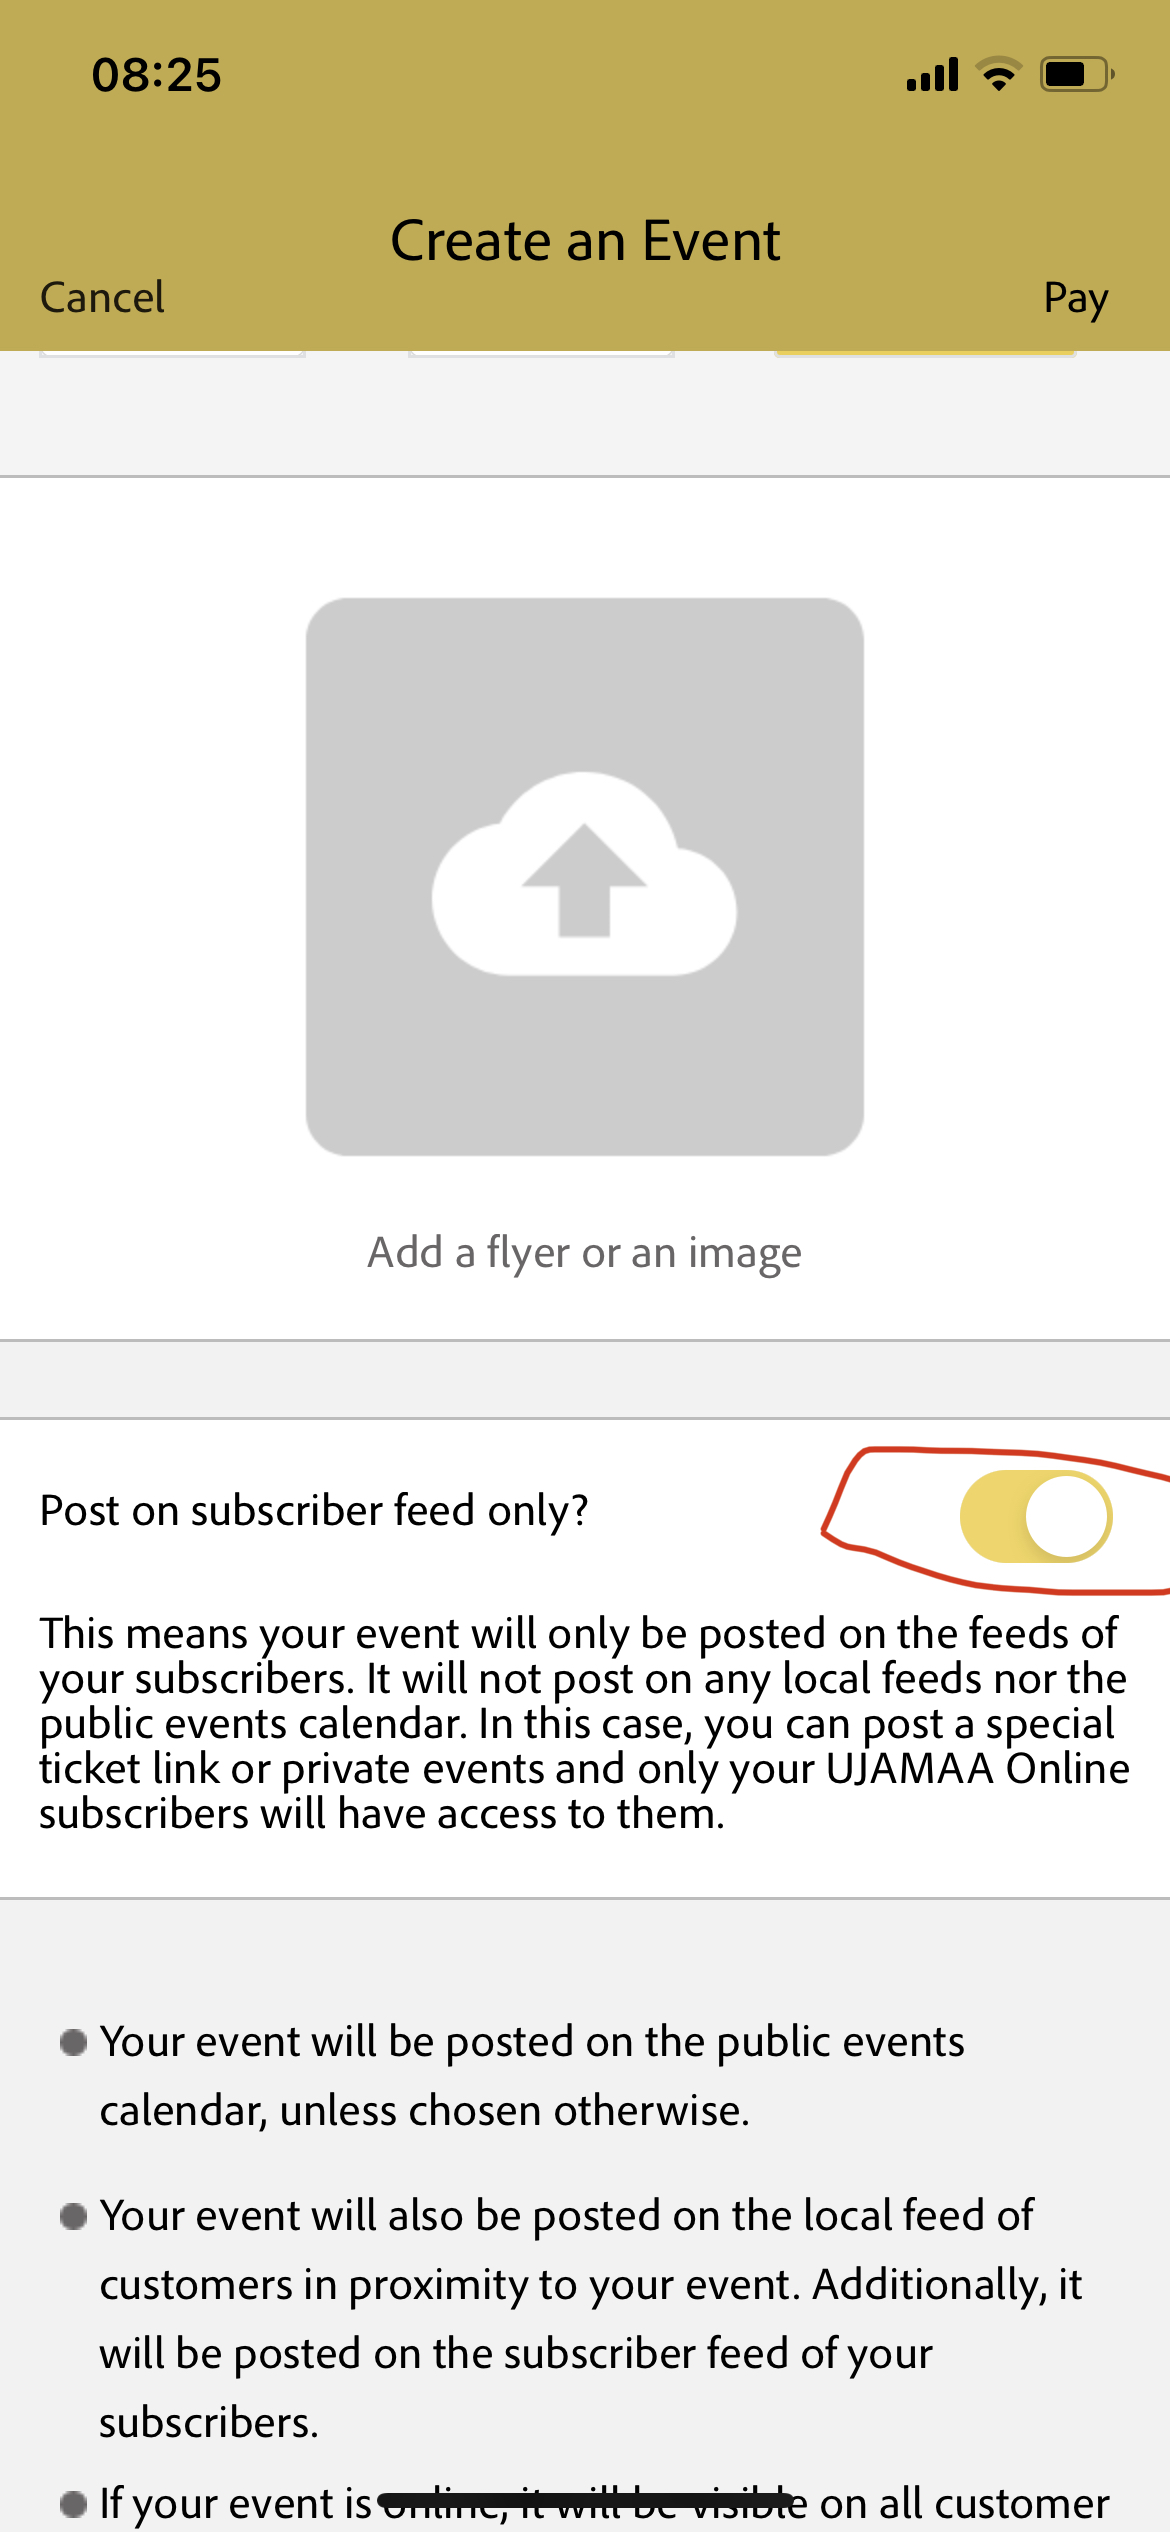 08:25
Create an Event
Cancel
Pay
Add a flyer or an image
Post on subscriber feed only?
This means your event will only be posted on the feeds of
your subscribers. It will not post on any local feeds nor the
public events calendar. In this case, you can post a special
ticket link or private events and only your UJAMAA Online
subscribers will have access to them.
Your event will be posted on the public events
calendar, unless chosen otherwise.
Your event will also be posted on the local feed of
customers in proximity to your event. Additionally, it
will be posted on the subscriber feed of your
subscribers.
If your event is online, it will be visible on all customer